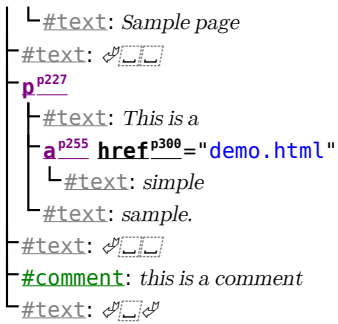 #text: Sample page
#text: ⏎␣␣
p p227
#text: This is a
a p255 href p300="demo.html"
#text: simple
#text: sample.
#text: ⏎␣␣
#comment: this is a comment
#text: ⏎␣⏎